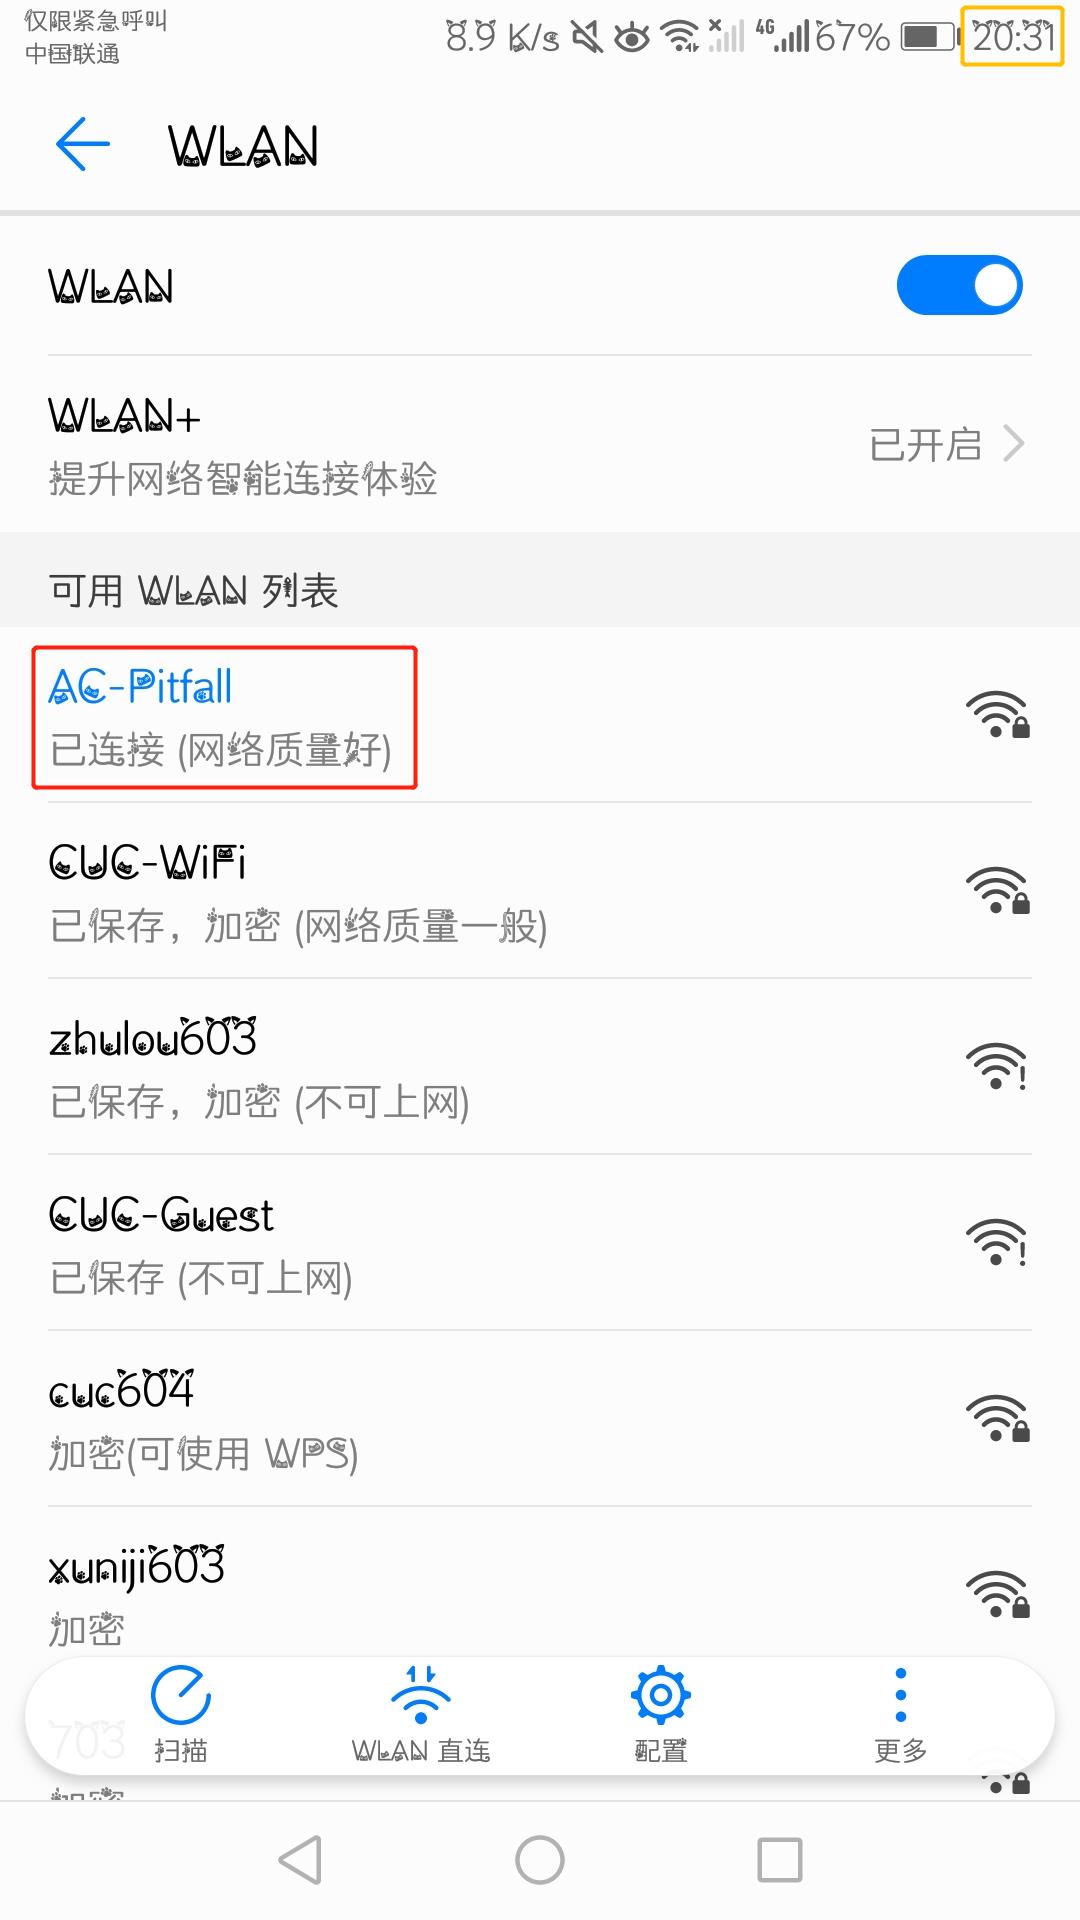 仅限紧急呼叫
中国联通
8.9 K/s 4G 67% 20:31
WLAN
WLAN
WLAN+
提升网络智能连接体验
已开启
可用 WLAN 列表
AC-Pitfall
已连接 (网络质量好)
CUC-WiFi
已保存，加密 (网络质量一般)
zhulou603
已保存，加密 (不可上网)
CUC-Guest
已保存 (不可上网)
cuc604
加密(可使用 WPS)
xuniji603
加密
703
扫描 WLAN 直连 配置 更多
加密